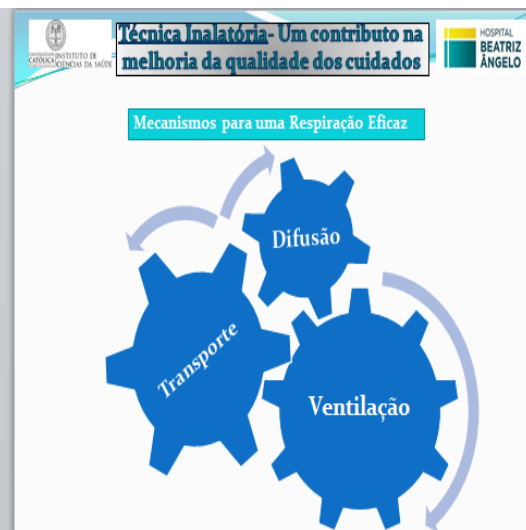 CATÓLICA INSTITUTO DE
CIÊNCIAS DA SAÚDE
Técnica Inalatória- Um contributo na
melhoria da qualidade dos cuidados
HOSPITAL
BEATRIZ
ÂNGELO
Mecanismos para uma Respiração Eficaz
Difusão
Transporte
Ventilação